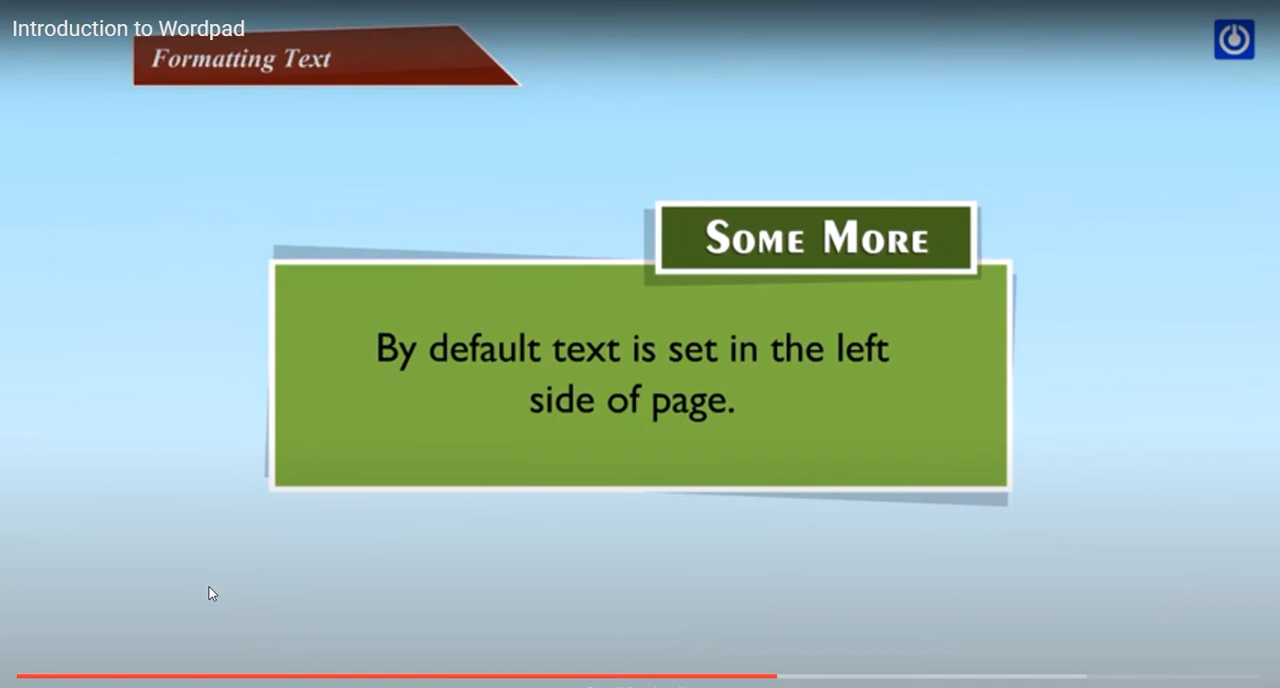 Introduction to Wordpad
Formatting Text
SOME MORE
By default text is set in the left
side of page.